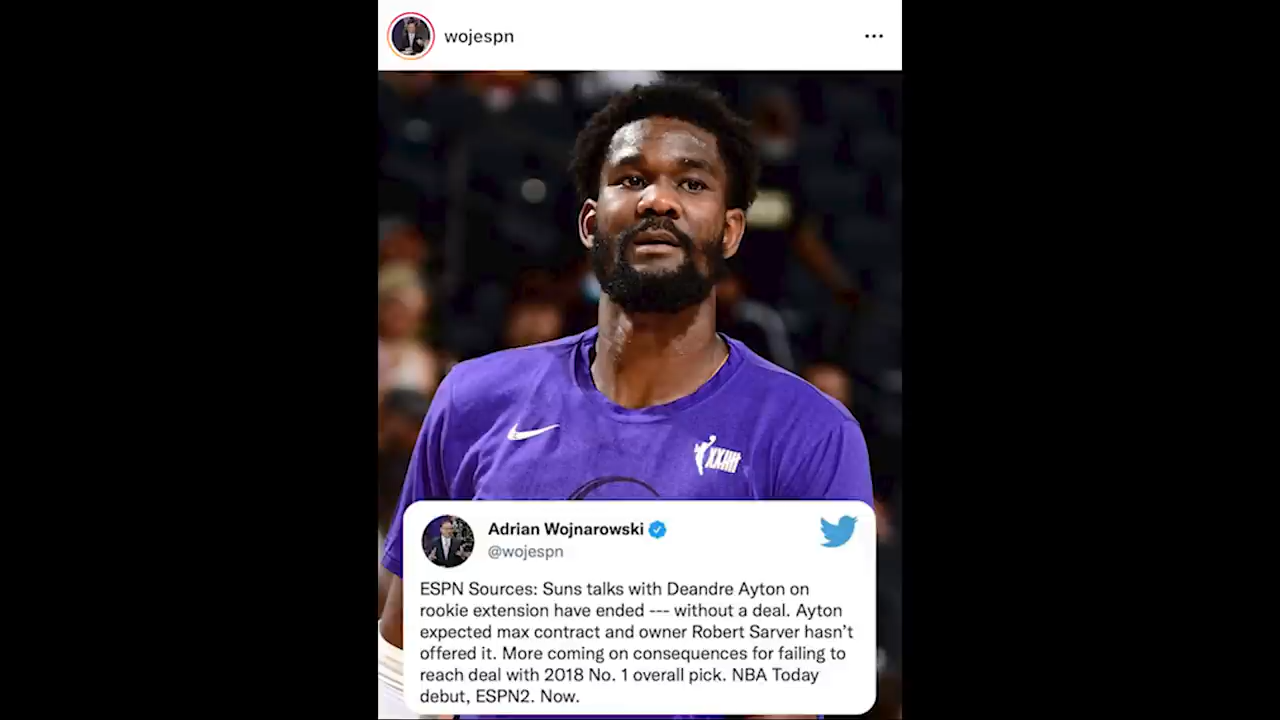 wojespn
XXIII
Adrian Wojnarowski
@wojespn
ESPN Sources: Suns talks with Deandre Ayton on
rookie extension have ended --- without a deal. Ayton
expected max contract and owner Robert Sarver hasn't
offered it. More coming on consequences for failing to
reach deal with 2018 No. 1 overall pick. NBA Today
debut, ESPN2. Now.